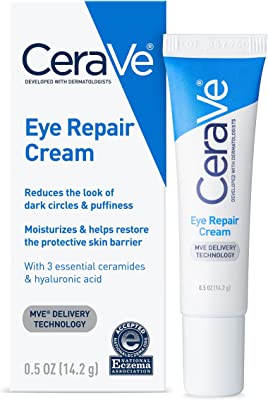 CeraVe®
DEVELOPED WITH DERMATOLOGISTS
Eye Repair
Cream
Reduces the look of
dark circles & puffiness
Moisturizes & helps restore
the protective skin barrier
With 3 essential ceramides
& hyaluronic acid
MVE® DELIVERY
TECHNOLOGY
ACCEPTED
e
NATIONAL
Eczema
ASSOCIATION
0.5 OZ (14.2 g)
CeraVe
DEVELOPED WITH DERMATOLOGISTS
Eye Repair
Cream
MVE DELIVERY
TECHNOLOGY
0.5 OZ (14.2 g)